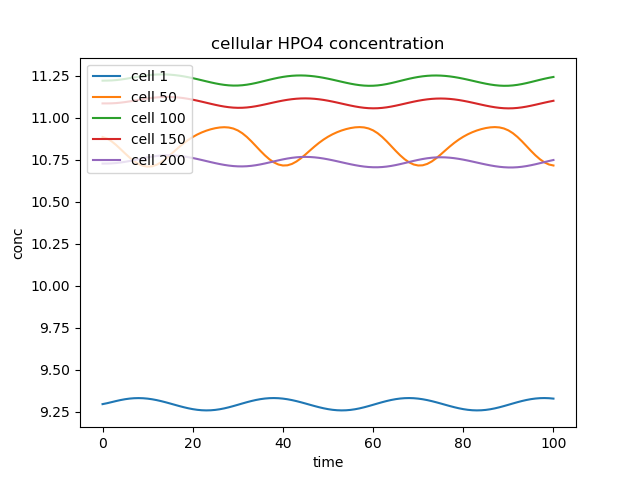 cellular HPO4 concentration
11.25
11.00
10.75
10.50
10.25
10.00
9.75
9.50
9.25
conc
cell 1
cell 50
cell 100
cell 150
cell 200
0 20 40 60 80 100
time